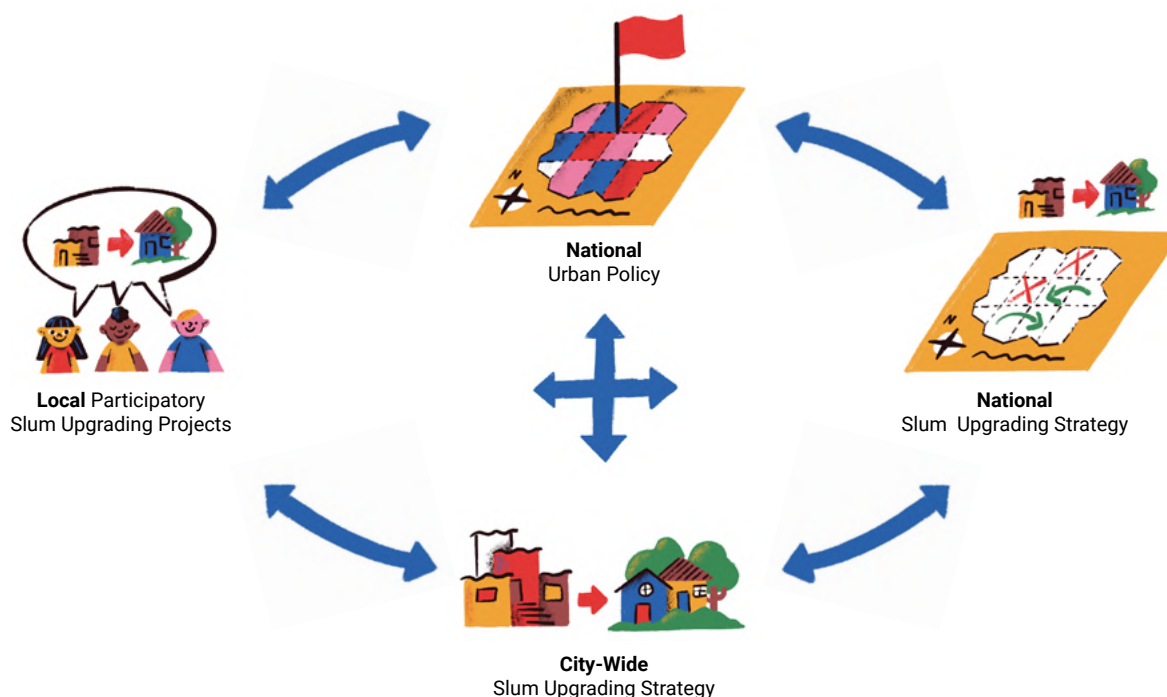 N
National
Urban Policy
Local Participatory
Slum Upgrading Projects
N
National
Slum Upgrading Strategy
City-Wide
Slum Upgrading Strategy